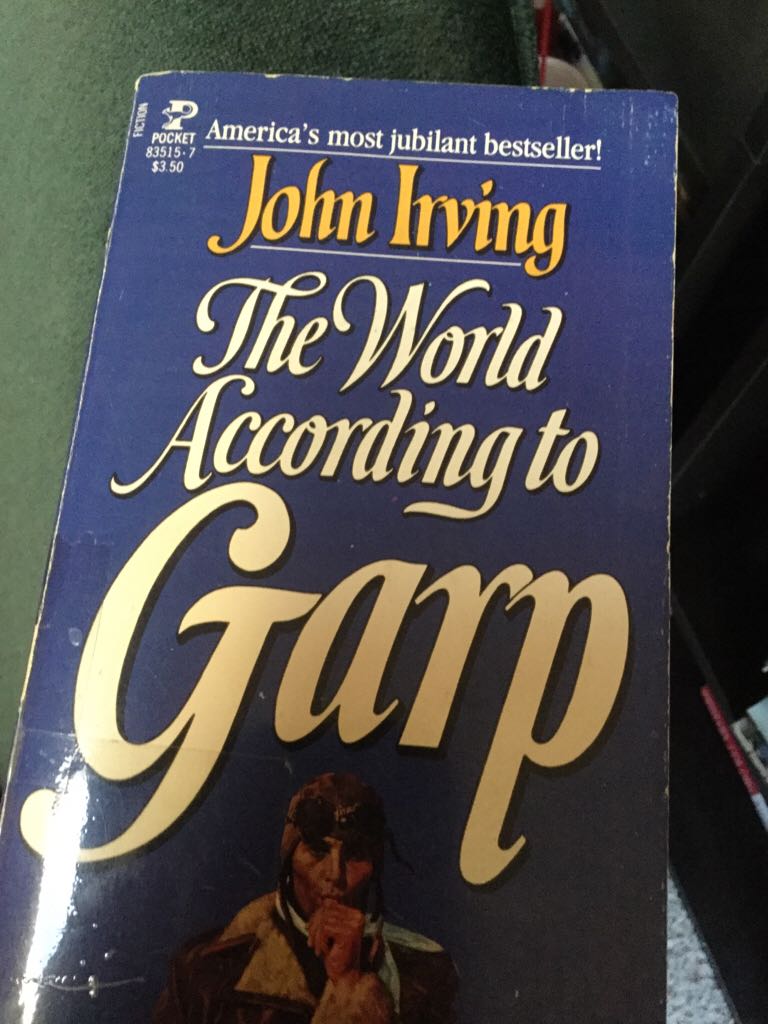 FICTION
POCKET
83515·7
$3.50
America's most jubilant bestseller!
John Irving
The World
According to
Garp